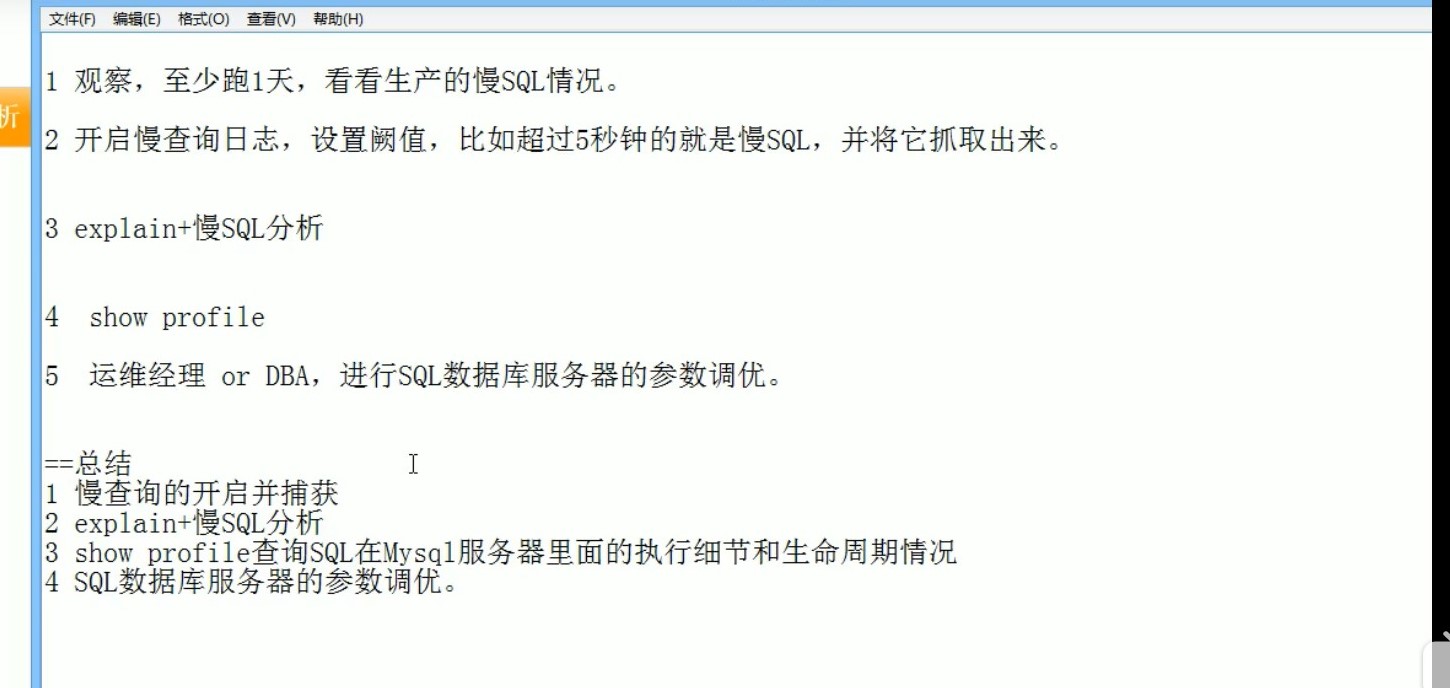 文件(F) 编辑(E) 格式(O) 查看(V) 帮助(H)
析
1 观察，至少跑1天，看看生产的慢SQL情况。
2 开启慢查询日志，设置阙值，比如超过5秒钟的就是慢SQL，并将它抓取出来。
3 explain+慢SQL分析
4 show profile
5 运维经理 or DBA，进行SQL数据库服务器的参数调优。
==总结
1 慢查询的开启并捕获
2 explain+慢SQL分析
3 show profile查询SQL在Mysql服务器里面的执行细节和生命周期情况
4 SQL数据库服务器的参数调优。